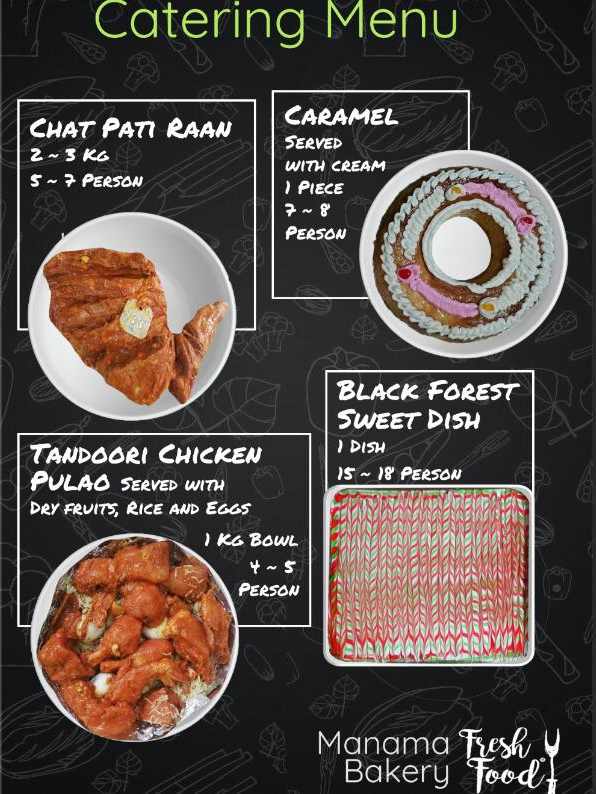 Catering Menu
Chat Pati Raan
2 ~ 3 Kg
5 ~ 7 Person
Caramel
Served
with cream
1 Piece
7 ~ 8
Person
Black Forest
Sweet Dish
1 Dish
15 ~ 18 Person
Tandoori Chicken
Pulao Served with
Dry fruits, Rice and Eggs
1 Kg Bowl
4 ~ 5
Person
Manama
Bakery
Fresh
Food